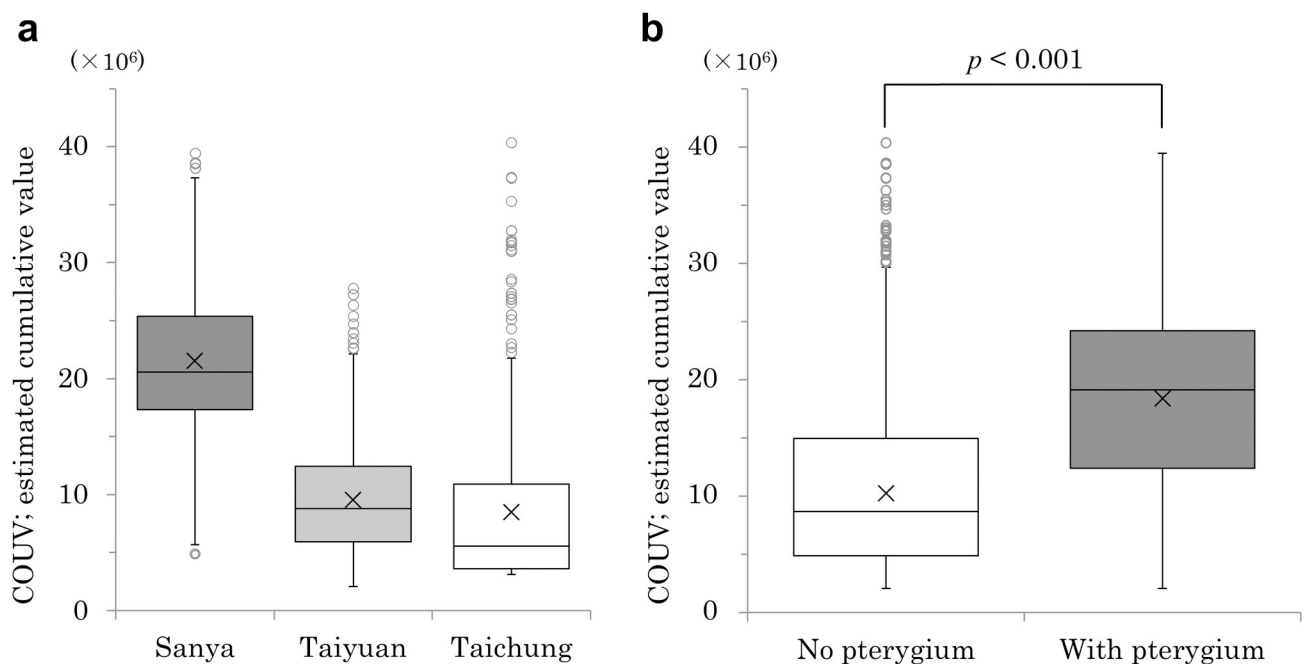 a
(×10⁶)
COUV; estimated cumulative value
40
30
20
10
0
Sanya Taiyuan Taichung
b
(×10⁶)
p < 0.001
COUV; estimated cumulative value
40
30
20
10
0
No pterygium With pterygium